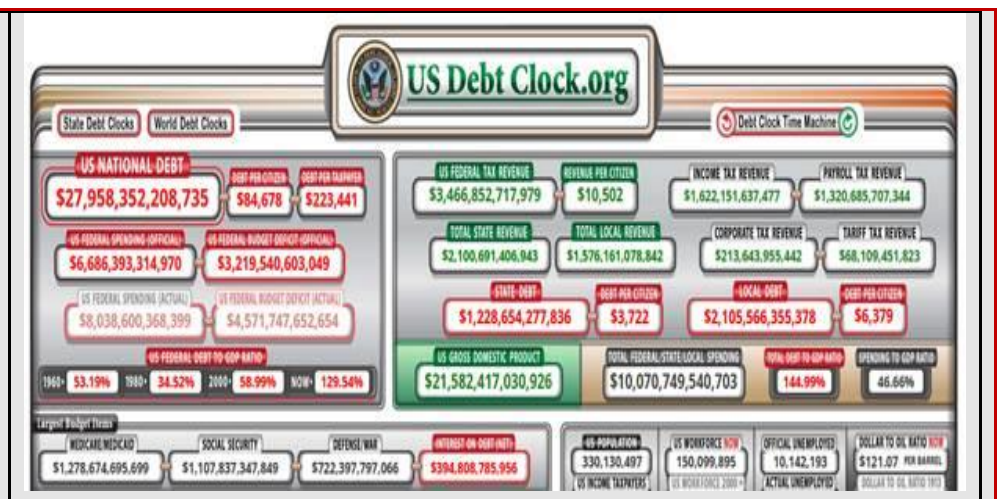 US Debt Clock.org
State Debt Clocks World Debt Clocks
Debt Clock Time Machine
US NATIONAL DEBT
$27,958,352,208,735
DEBT PER CITIZEN
$84,678
DEBT PER TAXPAYER
$223,441
US FEDERAL SPENDING (OFFICIAL)
$6,686,393,314,970
US FEDERAL BUDGET DEFICIT (OFFICIAL)
$3,219,540,603,049
US FEDERAL SPENDING (ACTUAL)
$8,038,600,368,399
US FEDERAL BUDGET DEFICIT (ACTUAL)
$4,571,747,652,654
US FEDERAL DEBT TO GDP RATIO
1960• 53.19% 1980• 34.52% 2000• 58.99% NOW• 129.54%
US FEDERAL TAX REVENUE
$3,466,852,717,979
REVENUE PER CITIZEN
$10,502
INCOME TAX REVENUE
$1,622,151,637,477
PAYROLL TAX REVENUE
$1,320,685,707,344
TOTAL STATE REVENUE
$2,100,691,406,943
TOTAL LOCAL REVENUE
$1,576,161,078,842
CORPORATE TAX REVENUE
$213,643,955,442
TARIFF TAX REVENUE
$68,109,451,823
STATE DEBT
$1,228,654,277,836
DEBT PER CITIZEN
$3,722
LOCAL DEBT
$2,105,566,355,378
DEBT PER CITIZEN
$6,379
US GROSS DOMESTIC PRODUCT
$21,582,417,030,926
TOTAL FEDERAL/STATE/LOCAL SPENDING
$10,070,749,540,703
TOTAL DEBT TO GDP RATIO
144.99%
SPENDING TO GDP RATIO
46.66%
Largest Budget Items
MEDICARE/MEDICAID
$1,278,674,695,699
SOCIAL SECURITY
$1,107,837,347,849
DEFENSE/WAR
$722,397,797,066
INTEREST ON DEBT (NET)
$394,808,785,956
US POPULATION
330,130,497
US WORKFORCE NOW
150,099,895
OFFICIAL UNEMPLOYED
10,142,193
DOLLAR TO OIL RATIO NOW
$121.07 PER BARREL
US INCOME TAXPAYERS
US WORKFORCE 2000
ACTUAL UNEMPLOYED
DOLLAR TO OIL RATIO 1913